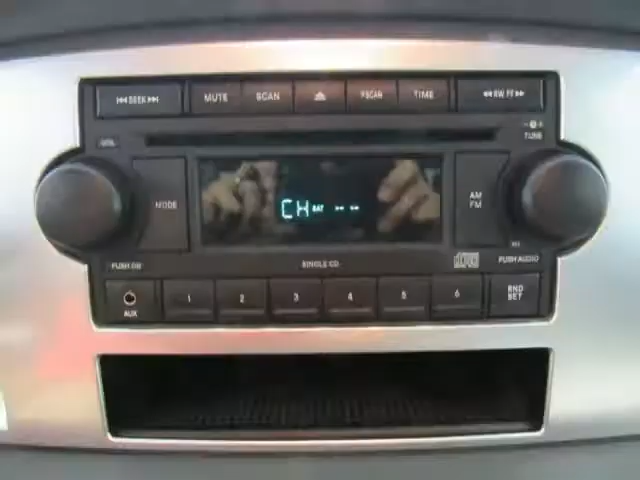 SEEK MUTE SCAN PSCAN TIME RW FF
VOL TUNE
MODE CH SAT -- AM
FM
PUSH ON SINGLE CD PUSH AUDIO
AUX 1 2 3 4 5 6 RND
SET